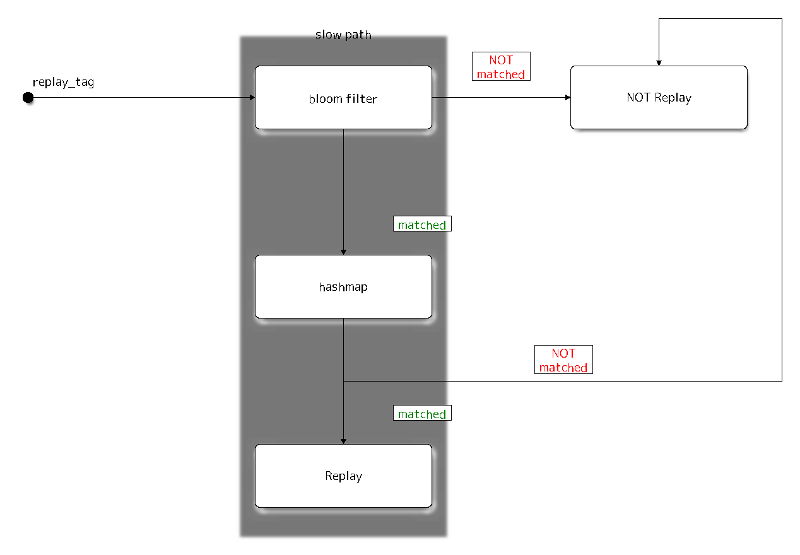 slow path
replay_tag
bloom filter
NOT
matched
NOT Replay
matched
hashmap
NOT
matched
matched
Replay